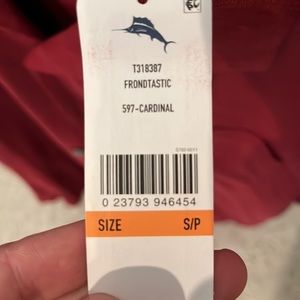 T318387
FRONDTASTIC
597-CARDINAL
0 23793 946454
SIZE S/P